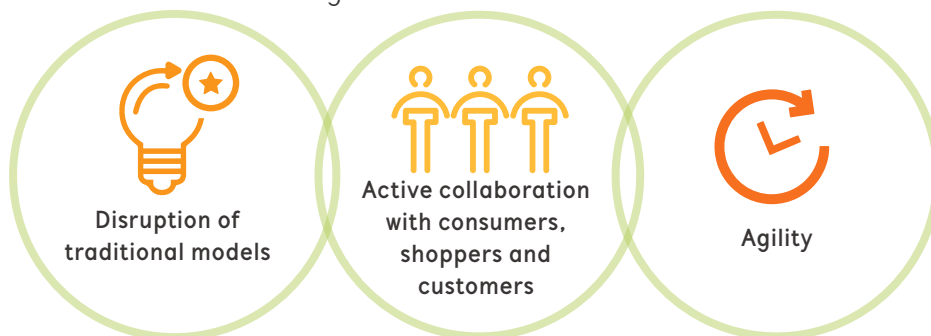 Disruption of
traditional models
Active collaboration
with consumers,
shoppers and
customers
Agility